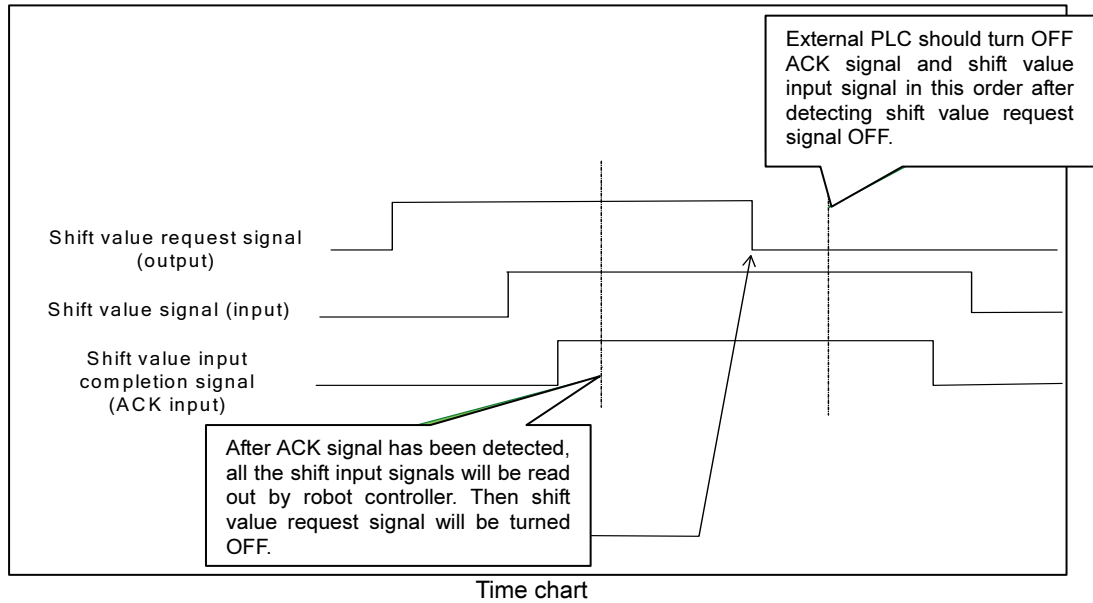 External PLC should turn OFF
ACK signal and shift value
input signal in this order after
detecting shift value request
signal OFF.
Shift value request signal
(output)
Shift value signal (input)
Shift value input
completion signal
(ACK input)
After ACK signal has been detected,
all the shift input signals will be read
out by robot controller. Then shift
value request signal will be turned
OFF.
Time chart